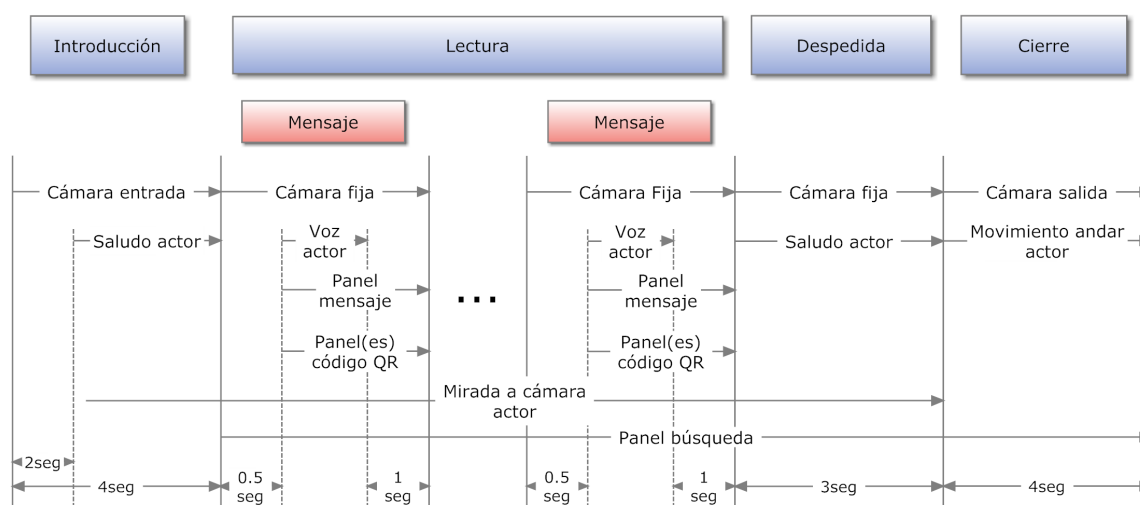 Introducción
Lectura
Despedida
Cierre
Mensaje
Mensaje
Cámara entrada
Cámara fija
Cámara Fija
Cámara fija
Cámara salida
Saludo actor
Voz
actor
Voz
actor
Saludo actor
Movimiento andar
actor
Panel
mensaje
...
Panel
mensaje
Panel(es)
código QR
Panel(es)
código QR
Mirada a cámara
actor
Panel búsqueda
2seg
4seg
0.5
seg
1
seg
0.5
seg
1
seg
3seg
4seg